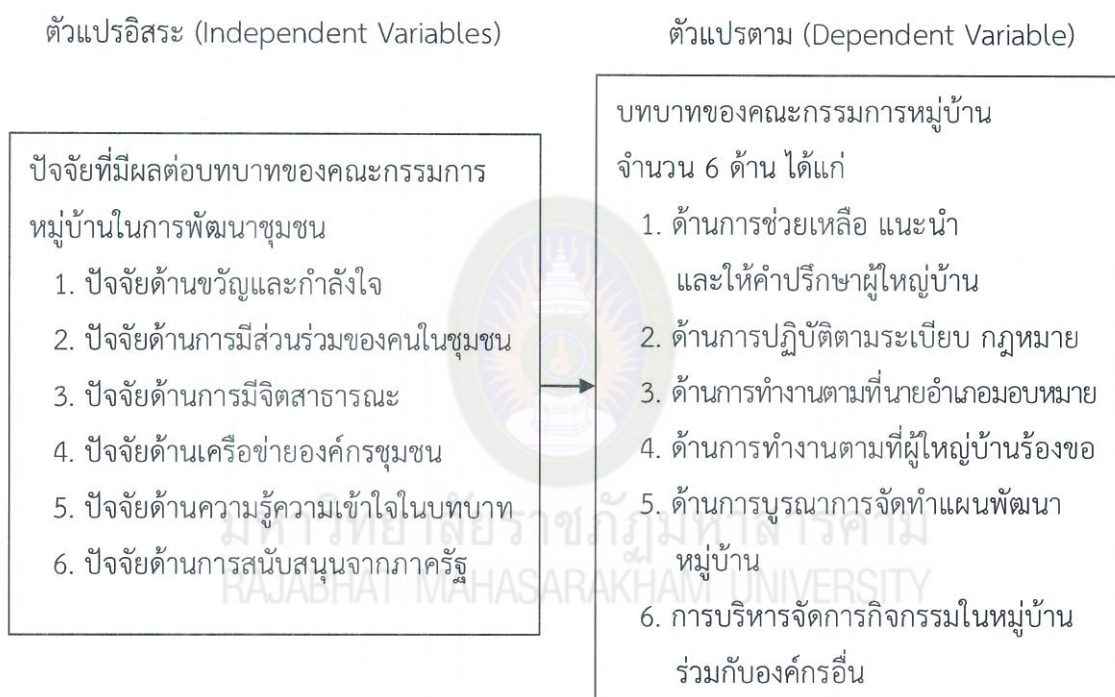 ตัวแปรอิสระ (Independent Variables)
ปัจจัยที่มีผลต่อบทบาทของคณะกรรมการ
หมู่บ้านในการพัฒนาชุมชน
1. ปัจจัยด้านขวัญและกำลังใจ
2. ปัจจัยด้านการมีส่วนร่วมของคนในชุมชน
3. ปัจจัยด้านการมีจิตสาธารณะ
4. ปัจจัยด้านเครือข่ายองค์กรชุมชน
5. ปัจจัยด้านความรู้ความเข้าใจในบทบาท
6. ปัจจัยด้านการสนับสนุนจากภาครัฐ
ตัวแปรตาม (Dependent Variable)
บทบาทของคณะกรรมการหมู่บ้าน
จำนวน 6 ด้าน ได้แก่
1. ด้านการช่วยเหลือ แนะนำ
และให้คำปรึกษาผู้ใหญ่บ้าน
2. ด้านการปฏิบัติตามระเบียบ กฎหมาย
3. ด้านการทำงานตามที่นายอำเภอมอบหมาย
4. ด้านการทำงานตามที่ผู้ใหญ่บ้านร้องขอ
5. ด้านการบูรณาการจัดทำแผนพัฒนา
หมู่บ้าน
6. การบริหารจัดการกิจกรรมในหมู่บ้าน
ร่วมกับองค์กรอื่น
มหาวิทยาลัยราชภัฏมหาสารคาม
RAJABHAT MAHASARAKHAM UNIVERSITY